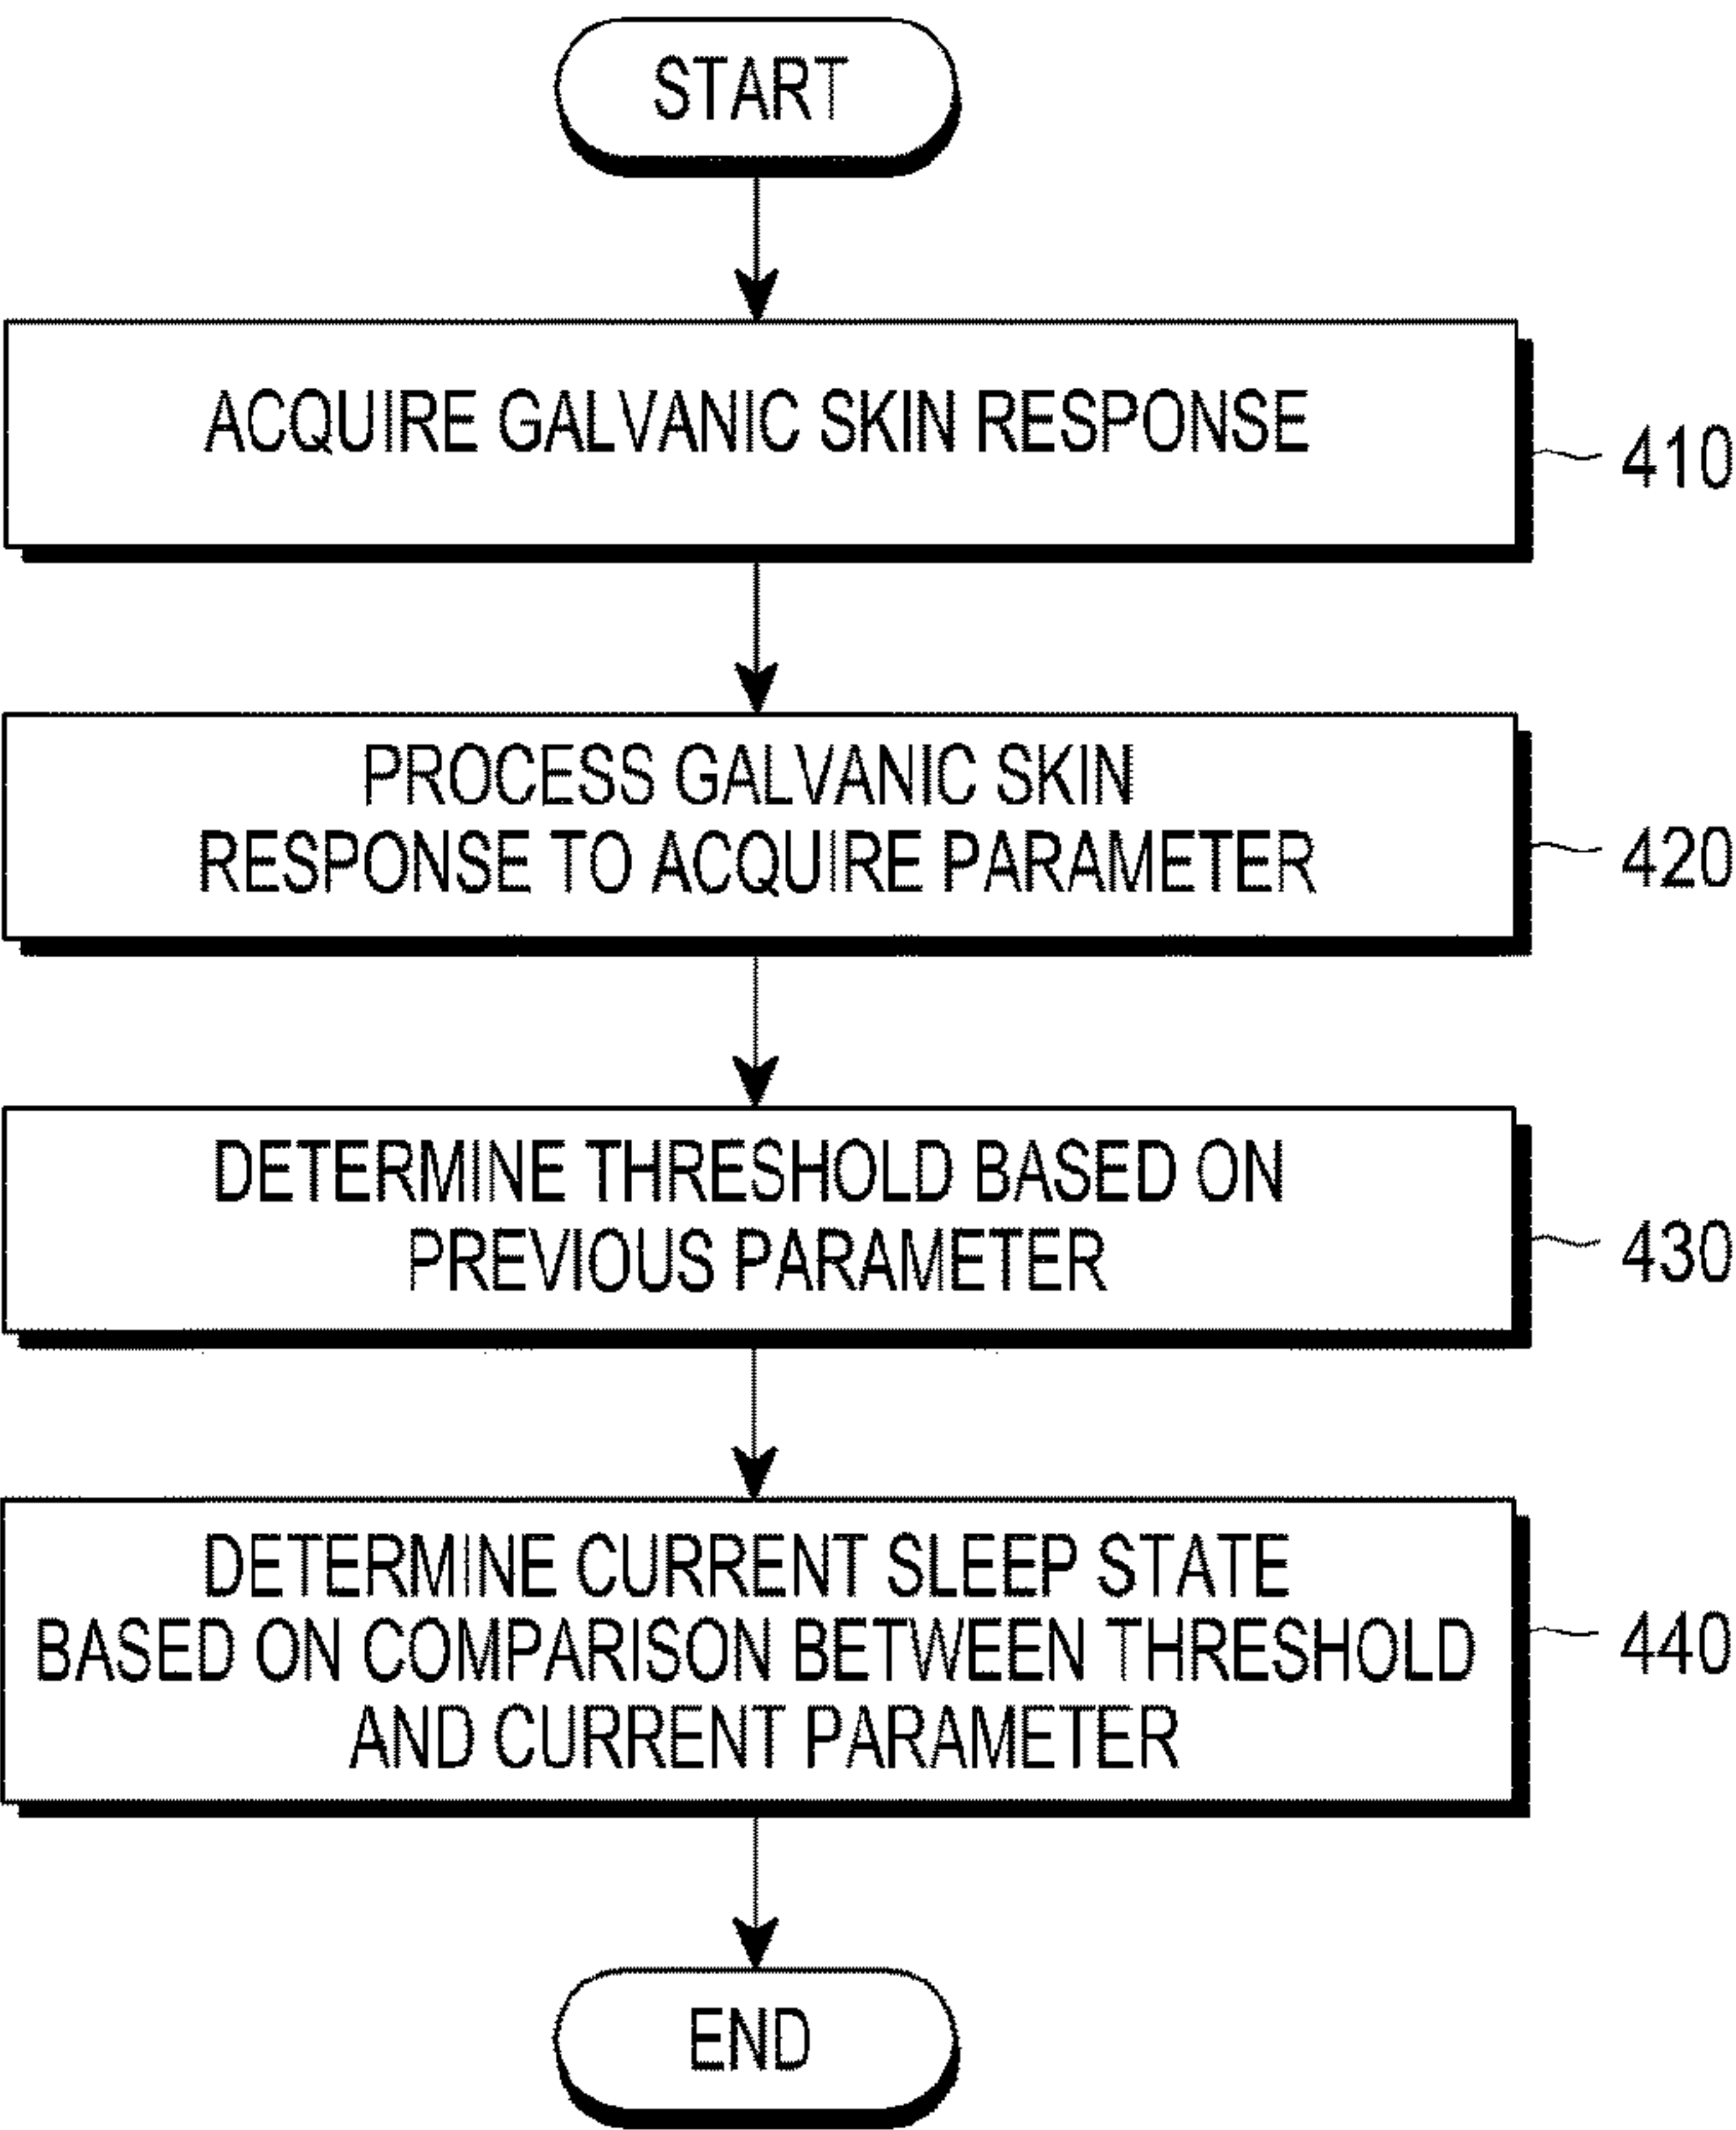 START
ACQUIRE GALVANIC SKIN RESPONSE
410
PROCESS GALVANIC SKIN
RESPONSE TO ACQUIRE PARAMETER
420
DETERMINE THRESHOLD BASED ON
PREVIOUS PARAMETER
430
DETERMINE CURRENT SLEEP STATE
BASED ON COMPARISON BETWEEN THRESHOLD
AND CURRENT PARAMETER
440
END